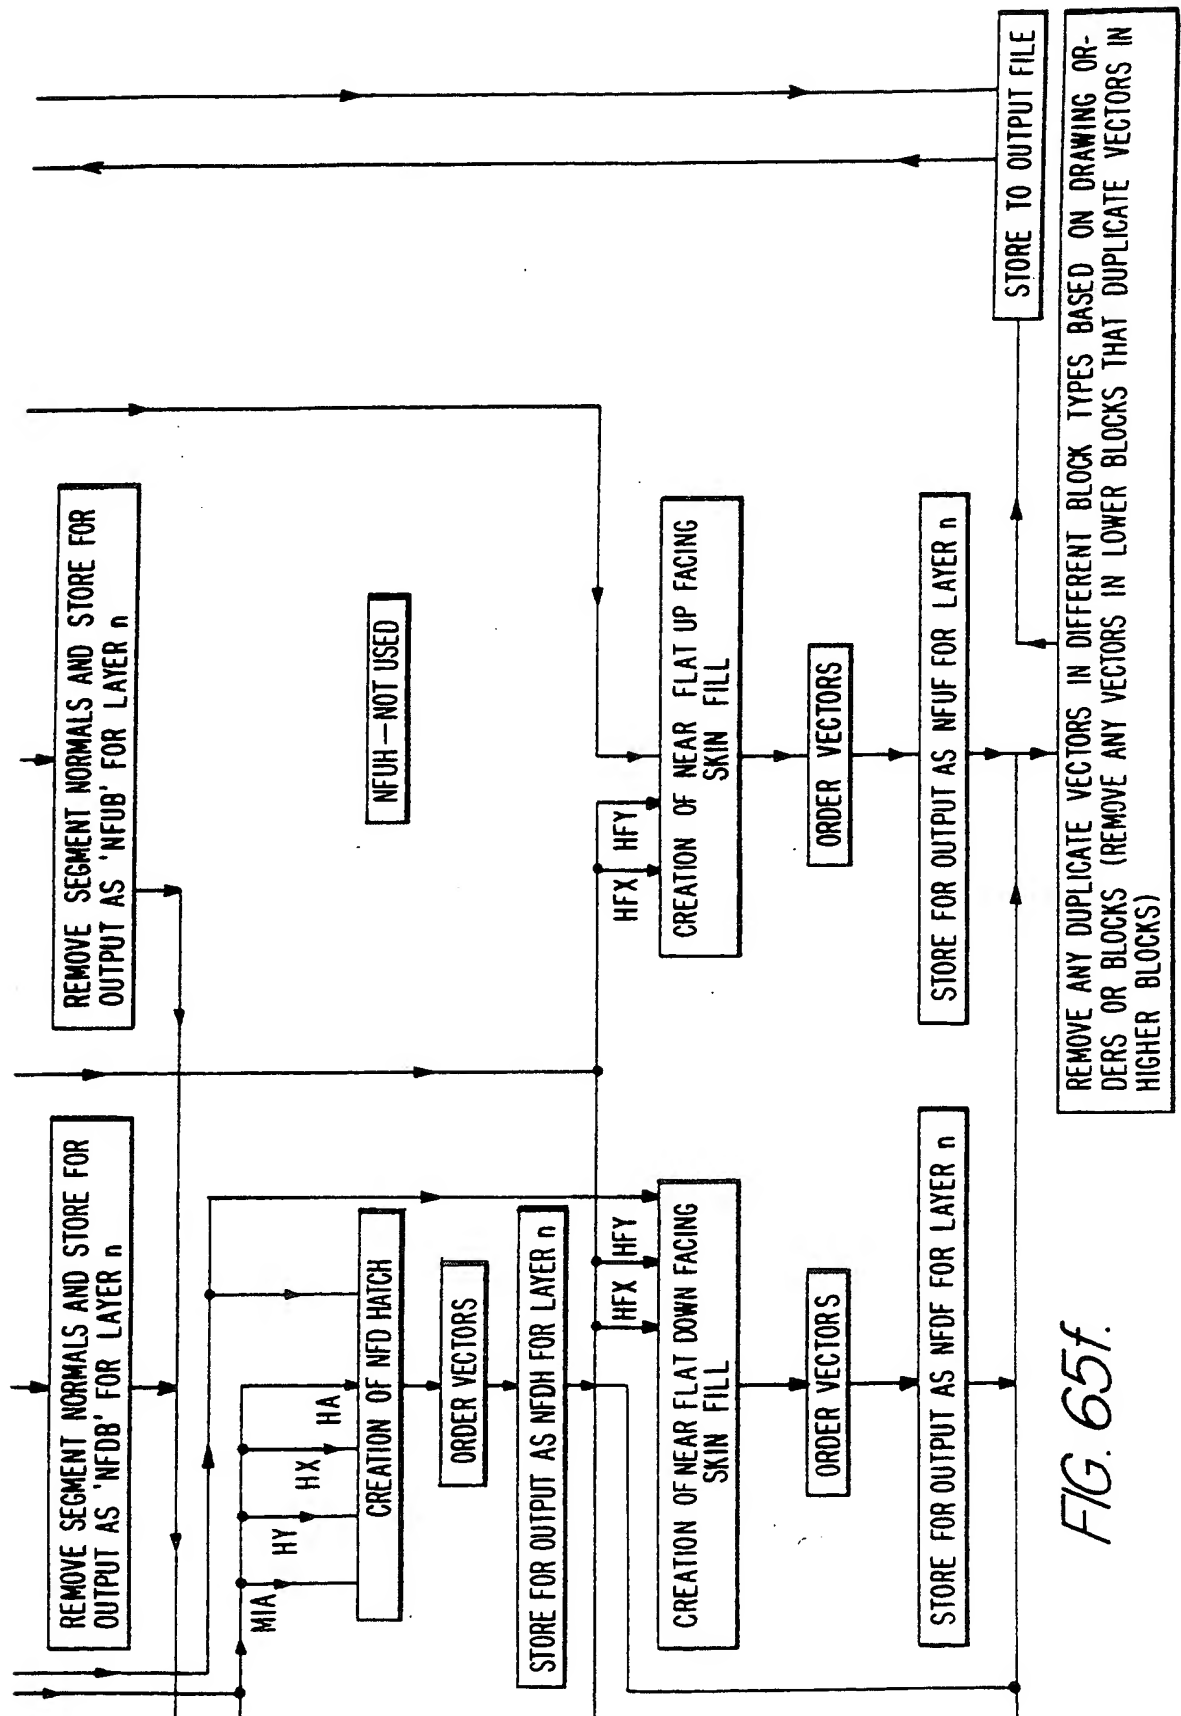 REMOVE SEGMENT NORMALS AND STORE FOR
OUTPUT AS 'NFDB' FOR LAYER n
REMOVE SEGMENT NORMALS AND STORE FOR
OUTPUT AS 'NFUB' FOR LAYER n
MIA
HY
HX
HA
CREATION OF NFD HATCH
NFUH—NOT USED
ORDER VECTORS
STORE FOR OUTPUT AS NFDH FOR LAYER n
HFX
HFY
HFX
HFY
CREATION OF NEAR FLAT DOWN FACING
SKIN FILL
CREATION OF NEAR FLAT UP FACING
SKIN FILL
ORDER VECTORS
ORDER VECTORS
STORE FOR OUTPUT AS NFDF FOR LAYER n
STORE FOR OUTPUT AS NFUF FOR LAYER n
STORE TO OUTPUT FILE
REMOVE ANY DUPLICATE VECTORS IN DIFFERENT BLOCK TYPES BASED ON DRAWING OR-
DERS OR BLOCKS (REMOVE ANY VECTORS IN LOWER BLOCKS THAT DUPLICATE VECTORS IN
HIGHER BLOCKS)
FIG. 65f.